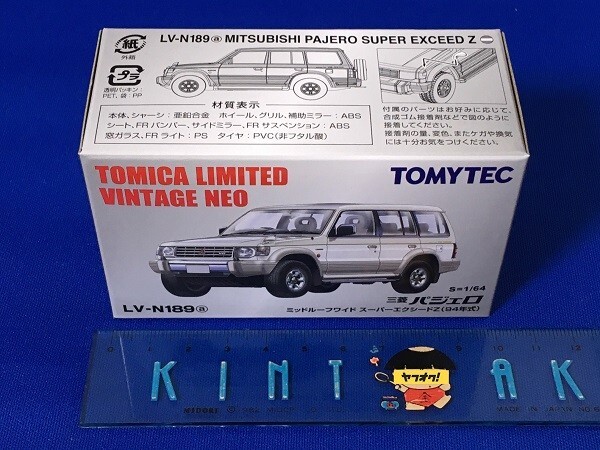 LV-N189ⓐ MITSUBISHI PAJERO SUPER EXCEED Z
紙
外箱
プラ
透明パッキン:
PET、袋:PP
材質表示
本体、シャーシ:亜鉛合金 ホイール、グリル、補助ミラー:ABS
シート、FRバンパー、サイドミラー、FRサスペンション:ABS
窓ガラス、FRライト:PS タイヤ:PVC(非フタル酸)
付属のパーツはお好みに応じて、
合成ゴム接着剤などで図のように
接着してください。
接着剤の量、変色、またケガや換気
には十分お気をつけください。
TOMICA LIMITED
VINTAGE NEO
TOMYTEC
S=1/64
三菱 パジェロ
LV-N189ⓐ
ミッドルーフワイド スーパーエクシードZ(94年式)
KINT AK
ヤフオク!
MADE IN JAPAN